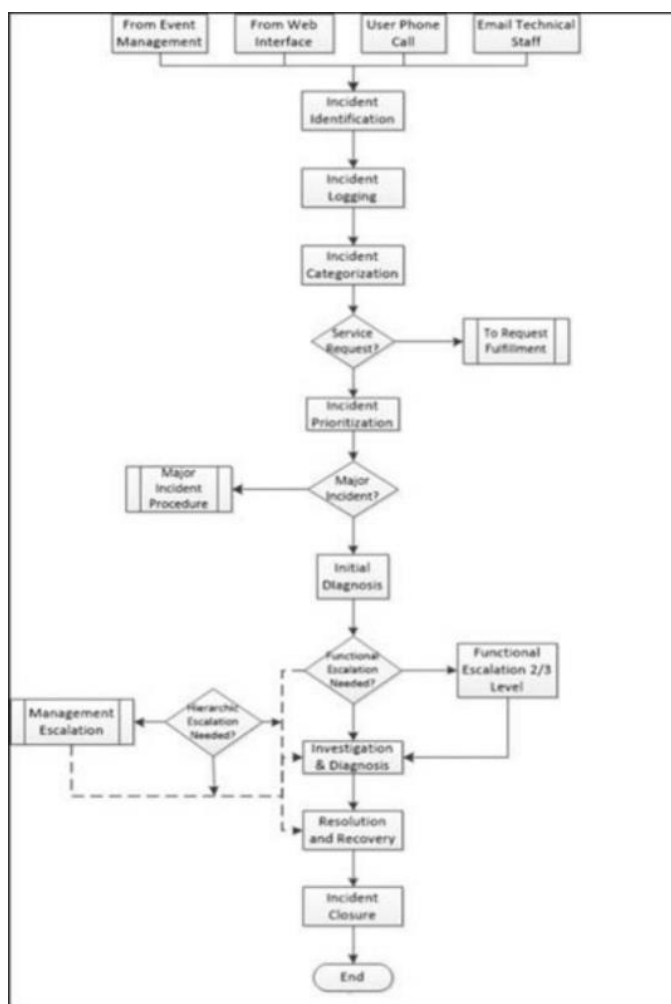 From Event
Management
From Web
Interface
User Phone
Call
Email Technical
Staff
Incident
Identification
Incident
Logging
Incident
Categorization
Service
Request?
To Request
Fulfillment
Incident
Prioritization
Major
Incident
Procedure
Major
Incident?
Initial
Diagnosis
Functional
Escalation
Needed?
Functional
Escalation 2/3
Level
Management
Escalation
Hierarchic
Escalation
Needed?
Investigation
& Diagnosis
Resolution
and Recovery
Incident
Closure
End